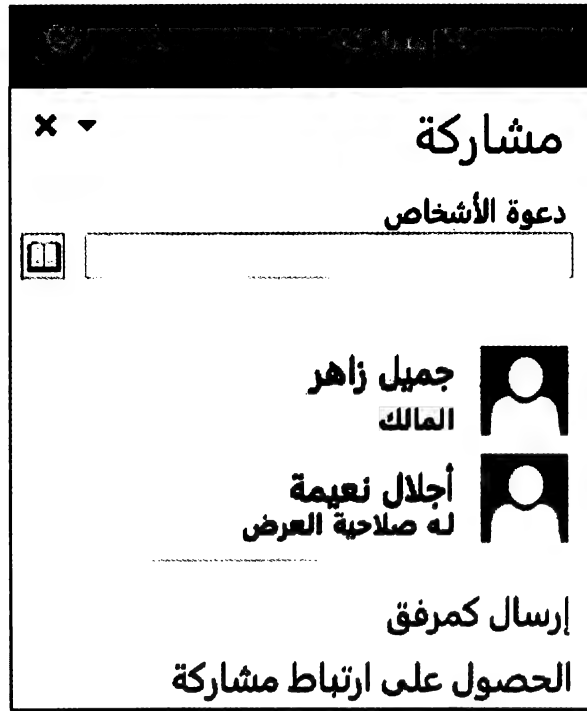 مشاركة
دعوة الأشخاص
جميل زاهر
المالك
أجلال نعيمة
له صلاحية العرض
إرسال كمرفق
الحصول على ارتباط مشاركة